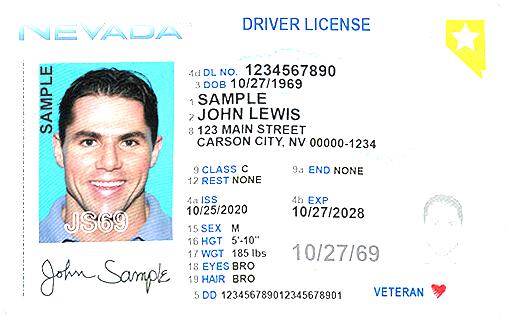 NEVADA
DRIVER LICENSE
SAMPLE
4d DL NO. 1234567890
3 DOB 10/27/1969
1 SAMPLE
2 JOHN LEWIS
8 123 MAIN STREET
CARSON CITY, NV 00000-1234
9 CLASS C 9a END NONE
12 REST NONE
4a ISS 4b EXP
10/25/2020 10/27/2028
15 SEX M
16 HGT 5'-10"
17 WGT 185 lbs
18 EYES BRO
19 HAIR BRO
5 DD 123456789012345678901
10/27/69
VETERAN
JS69
John Sample